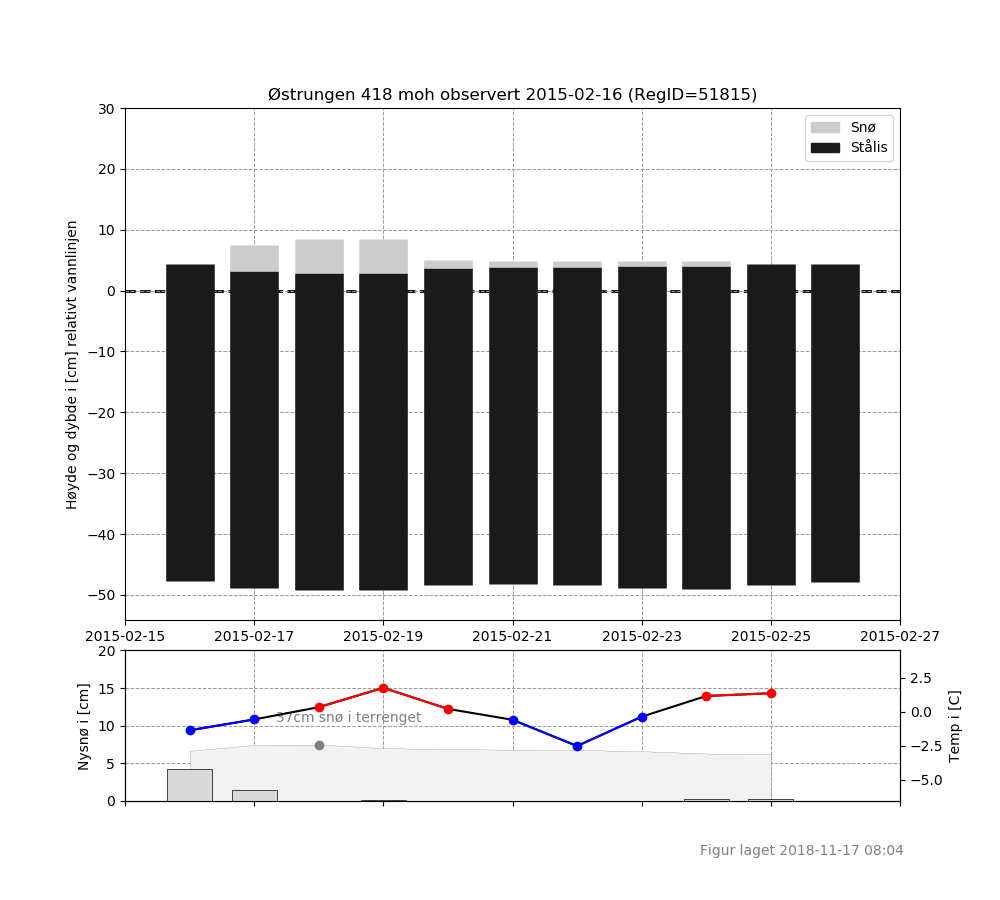 Østrungen 418 moh observert 2015-02-16 (RegID=51815)
Høyde og dybde i [cm] relativt vannlinjen
30
20
10
0
−10
−20
−30
−40
−50
Snø
Stålis
2015-02-15 2015-02-17 2015-02-19 2015-02-21 2015-02-23 2015-02-25 2015-02-27
Nysnø i [cm]
20
15
10
5
0
37cm snø i terrenget
2.5
0.0
−2.5
−5.0
Temp i [C]
Figur laget 2018-11-17 08:04